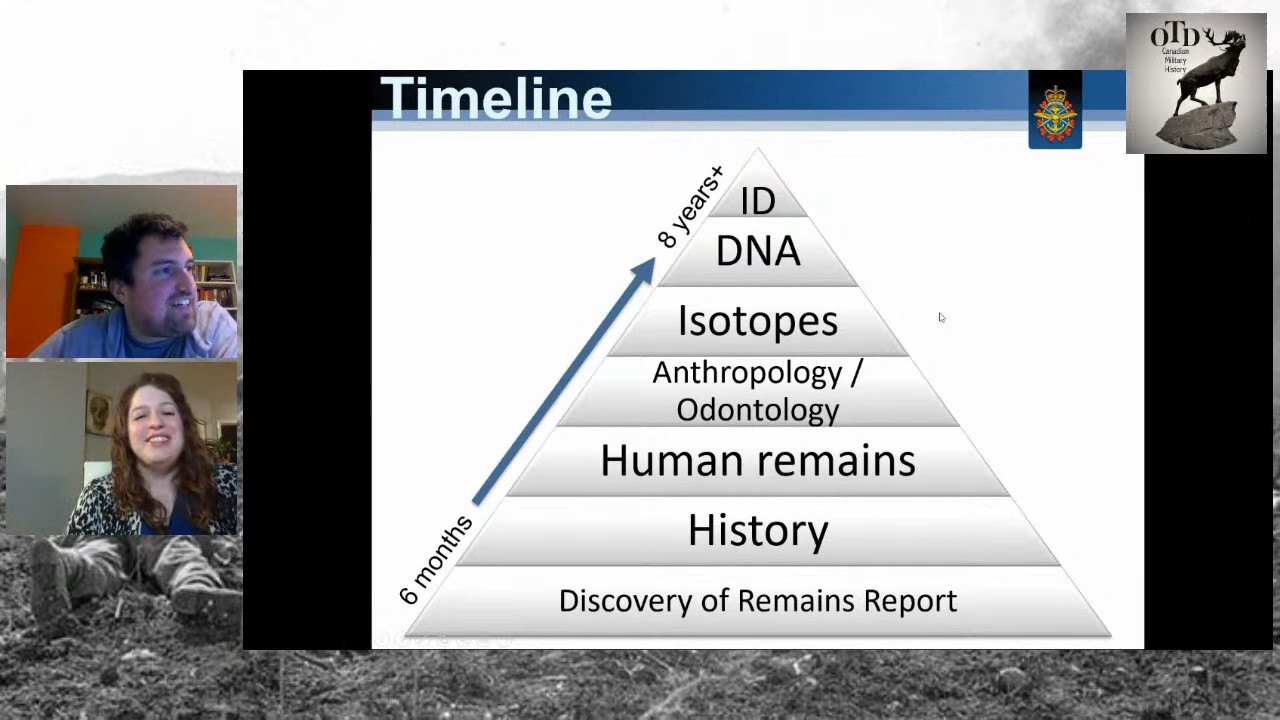 Timeline
OTD
Canadian
Military
History
8 years+
ID
DNA
Isotopes
Anthropology /
Odontology
Human remains
History
6 months
Discovery of Remains Report